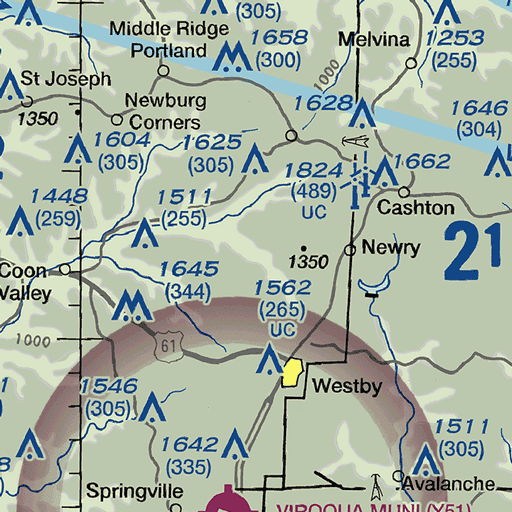 (305)
Middle Ridge
Portland
1658
(300)
Melvina
1253
(255)
St Joseph
1000
1350
Newburg
Corners
1628
1646
(304)
1604
(305)
1625
(305)
1824
(489)
UC
1662
1448
(259)
1511
(255)
Cashton
21
Newry
1350
Coon
Valley
1645
(344)
1562
(265)
UC
1000
61
1546
(305)
Westby
1642
(335)
1511
(305)
Avalanche
Springville
VIROQUA MUNI (Y51)